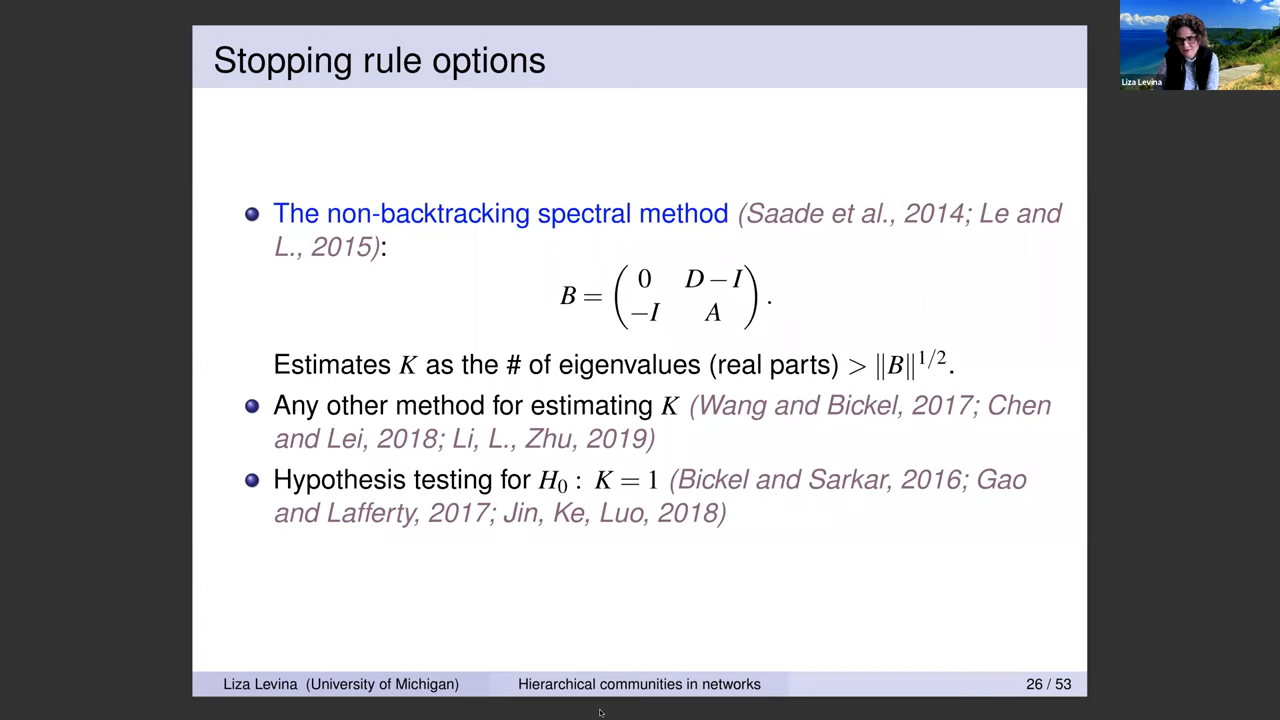 Stopping rule options
Liza Levina
The non-backtracking spectral method (Saade et al., 2014; Le and
L., 2015):
B = ( 0 D − I
−I A ) .
Estimates K as the # of eigenvalues (real parts) > ‖B‖^{1/2}.
Any other method for estimating K (Wang and Bickel, 2017; Chen
and Lei, 2018; Li, L., Zhu, 2019)
Hypothesis testing for H₀ : K = 1 (Bickel and Sarkar, 2016; Gao
and Lafferty, 2017; Jin, Ke, Luo, 2018)
Liza Levina (University of Michigan) Hierarchical communities in networks 26 / 53